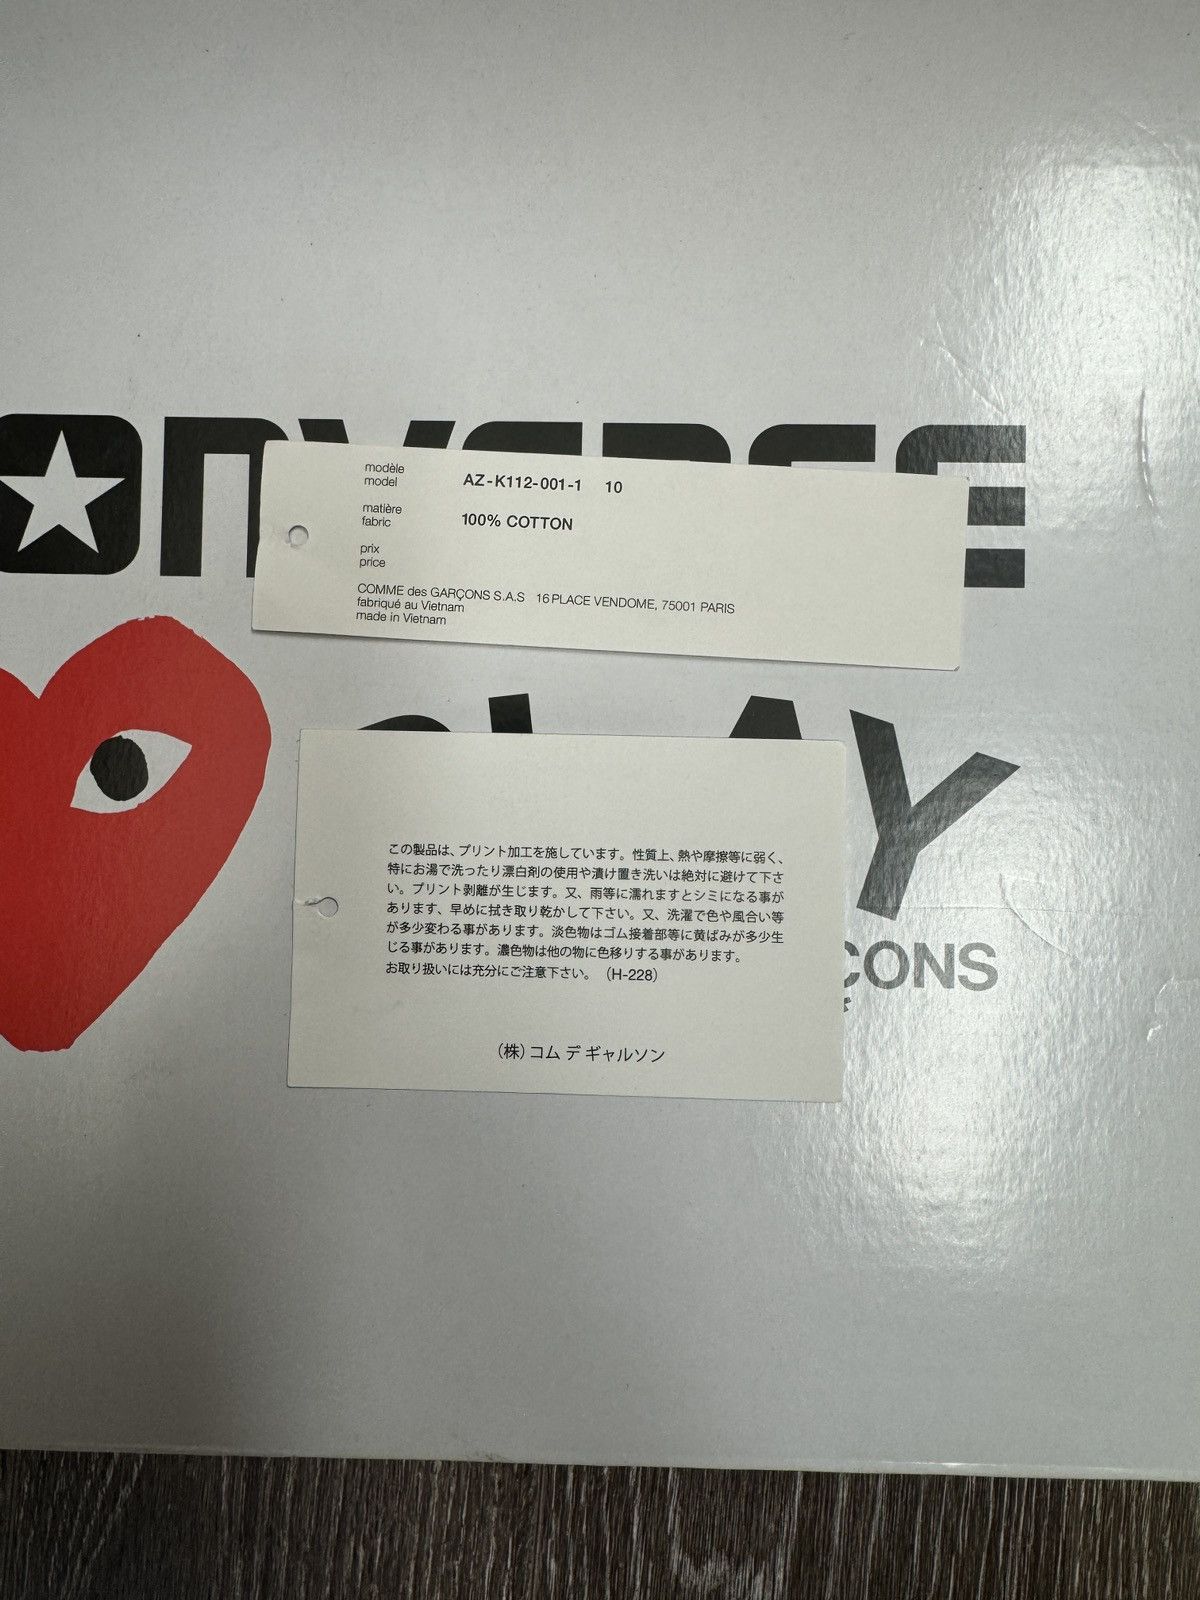 CONVERSE
modèle
model AZ-K112-001-1 10
matière
fabric 100% COTTON
prix
price
COMME des GARÇONS S.A.S 16 PLACE VENDOME, 75001 PARIS
fabriqué au Vietnam
made in Vietnam
PLAY
この製品は、プリント加工を施しています。性質上、熱や摩擦等に弱く、
特にお湯で洗ったり漂白剤の使用や漬け置き洗いは絶対に避けて下さ
い。プリント剥離が生じます。又、雨等に濡れますとシミになる事が
あります、早めに拭き取り乾かして下さい。又、洗濯で色や風合い等
が多少変わる事があります。淡色物はゴム接着部等に黄ばみが多少生
じる事があります。濃色物は他の物に色移りする事があります。
お取り扱いには充分にご注意下さい。（H-228）
（株）コム デ ギャルソン
CONS